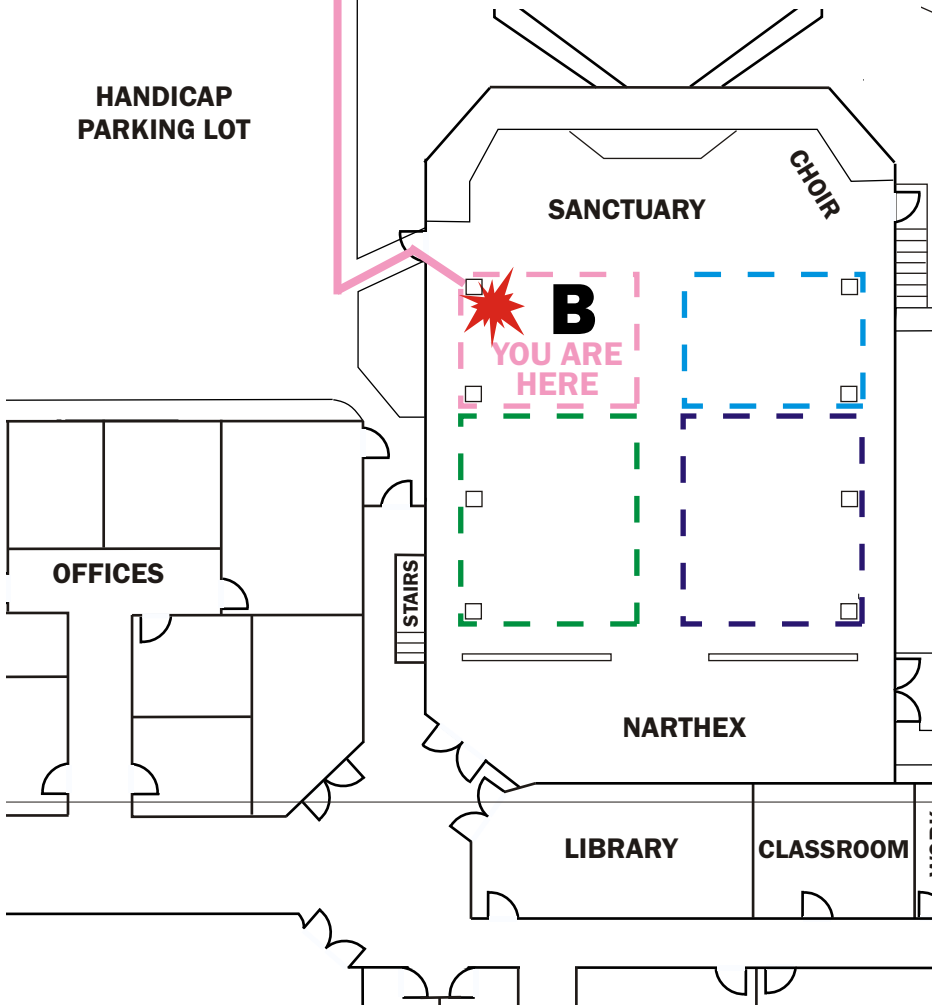 HANDICAP
PARKING LOT
CHOIR
SANCTUARY
B
YOU ARE
HERE
OFFICES
STAIRS
NARTHEX
LIBRARY
CLASSROOM